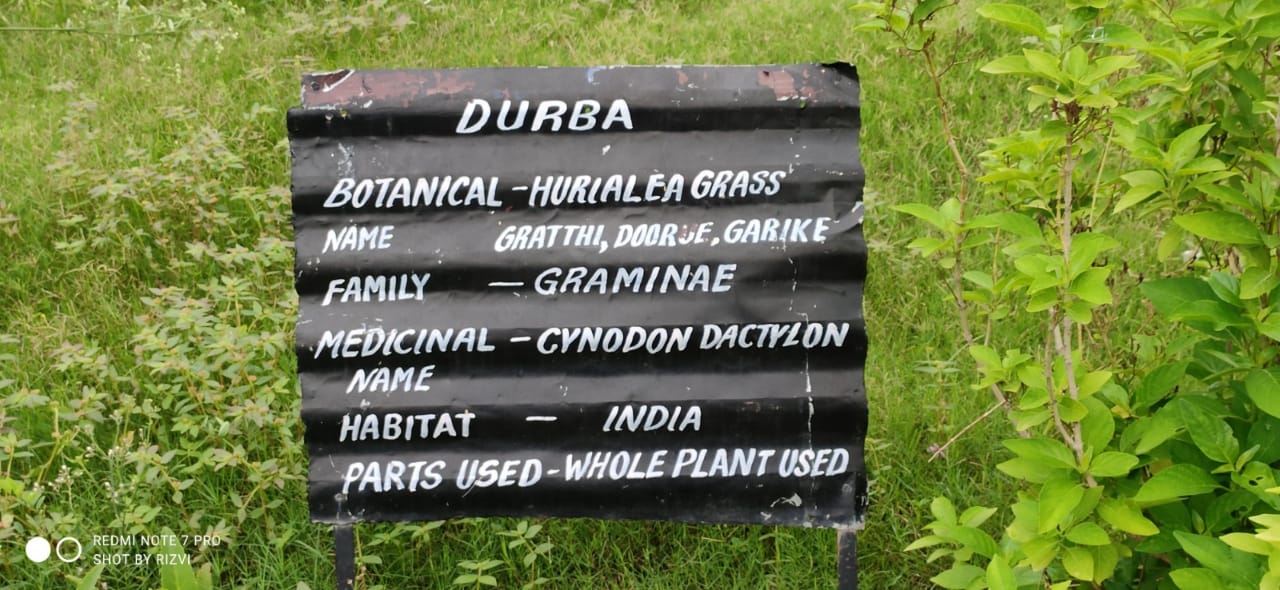 DURBA
BOTANICAL - HURIALEA GRASS
NAME GRATTHI, DOORVE, GARIKE
FAMILY - GRAMINAE
MEDICINAL - CYNODON DACTYLON
NAME
HABITAT - INDIA
PARTS USED - WHOLE PLANT USED
REDMI NOTE 7 PRO
SHOT BY RIZVI